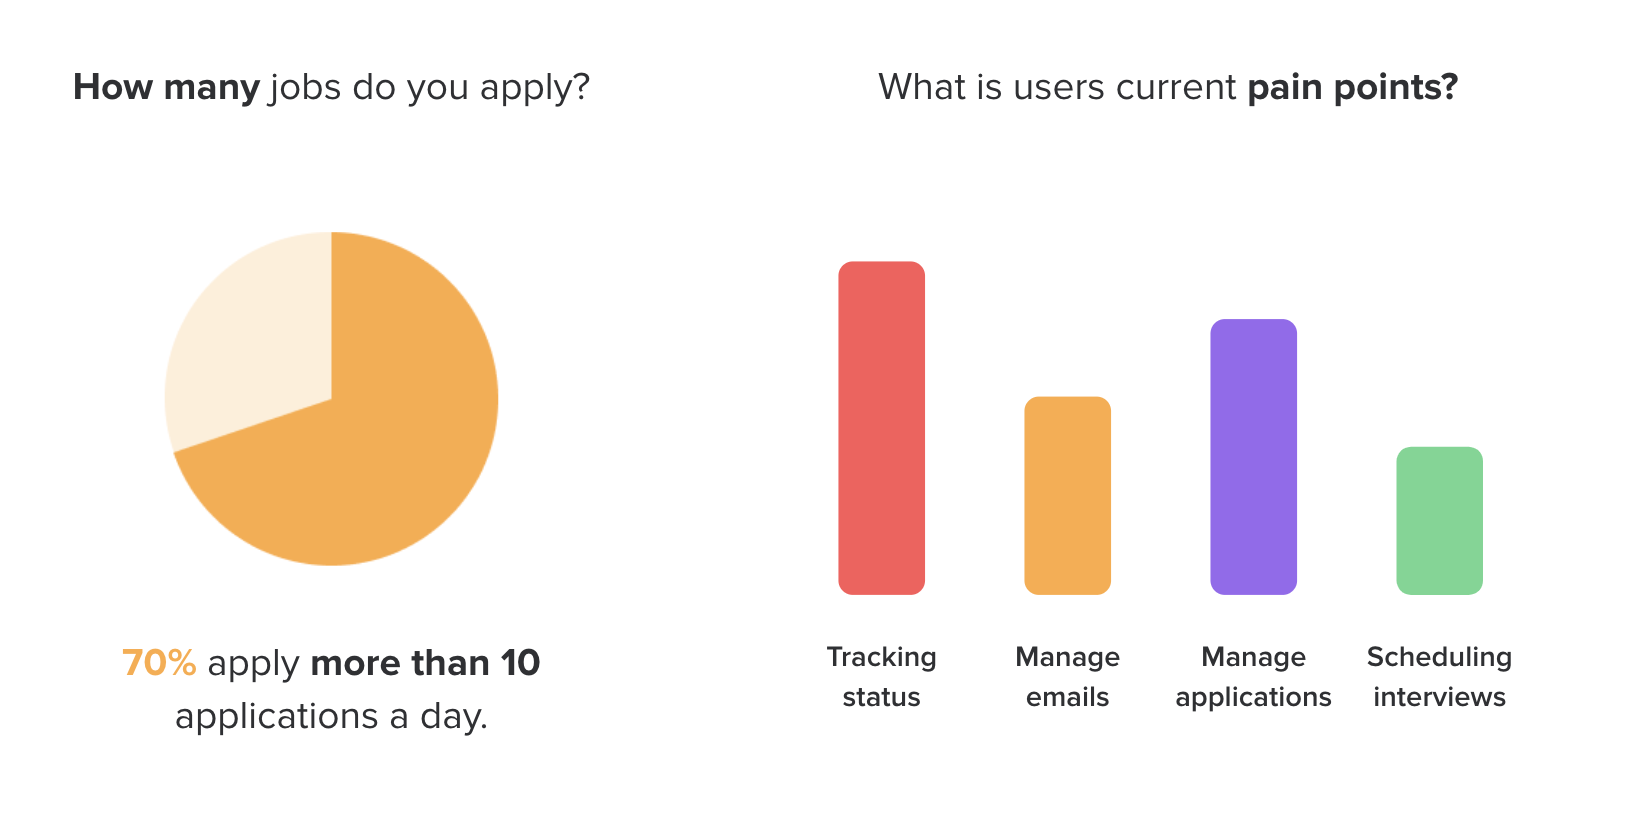 How many jobs do you apply?
70% apply more than 10
applications a day.
What is users current pain points?
Tracking
status
Manage
emails
Manage
applications
Scheduling
interviews